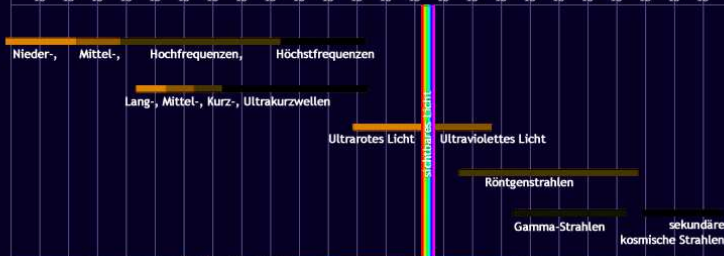 Nieder-, Mittel-, Hochfrequenzen, Höchstfrequenzen
Lang-, Mittel-, Kurz-, Ultrakurzwellen
Ultrarotes Licht
sichtbares Licht
Ultraviolettes Licht
Röntgenstrahlen
Gamma-Strahlen
sekundäre
kosmische Strahlen